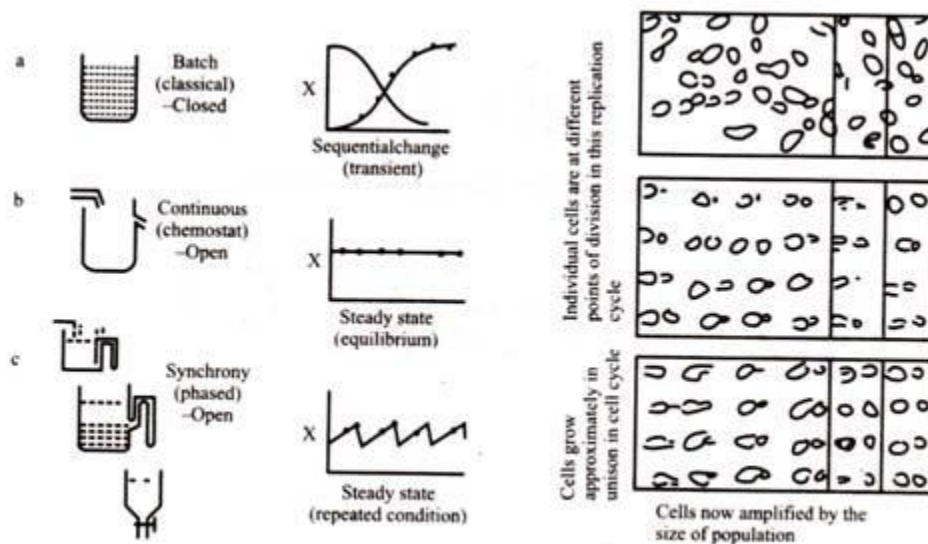 a
Batch
(classical)
–Closed
X
Sequentialchange
(transient)
b
Continuous
(chemostat)
–Open
X
Steady state
(equilibrium)
c
Synchrony
(phased)
–Open
X
Steady state
(repeated condition)
Individual cells are at different
points of division in this replication
cycle
Cells grow
approximately in
unison in cell cycle
Cells now amplified by the
size of population